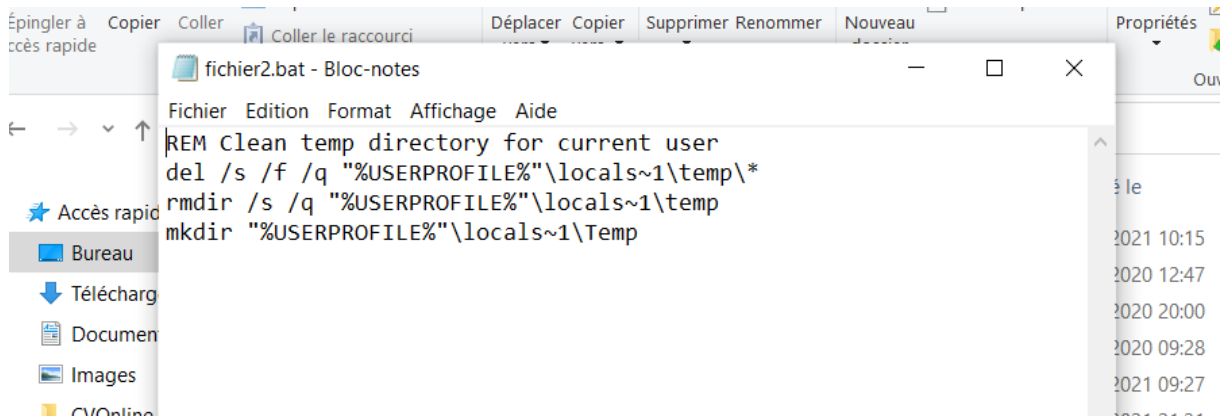 Épingler à Copier Coller Déplacer Copier Supprimer Renommer Nouveau Propriétés
accès rapide Coller le raccourci
fichier2.bat - Bloc-notes
Fichier Edition Format Affichage Aide
REM Clean temp directory for current user
del /s /f /q "%USERPROFILE%"\locals~1\temp\*
rmdir /s /q "%USERPROFILE%"\locals~1\temp
mkdir "%USERPROFILE%"\locals~1\Temp
Accès rapid
Bureau
Télécharg
Documen
Images
CVOnline
Ouv
é le
2021 10:15
2020 12:47
2020 20:00
2020 09:28
2021 09:27